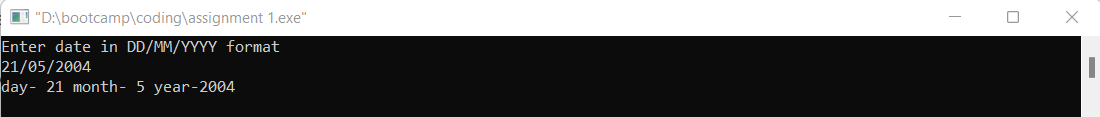 "D:\bootcamp\coding\assignment 1.exe"
Enter date in DD/MM/YYYY format
21/05/2004
day- 21 month- 5 year-2004